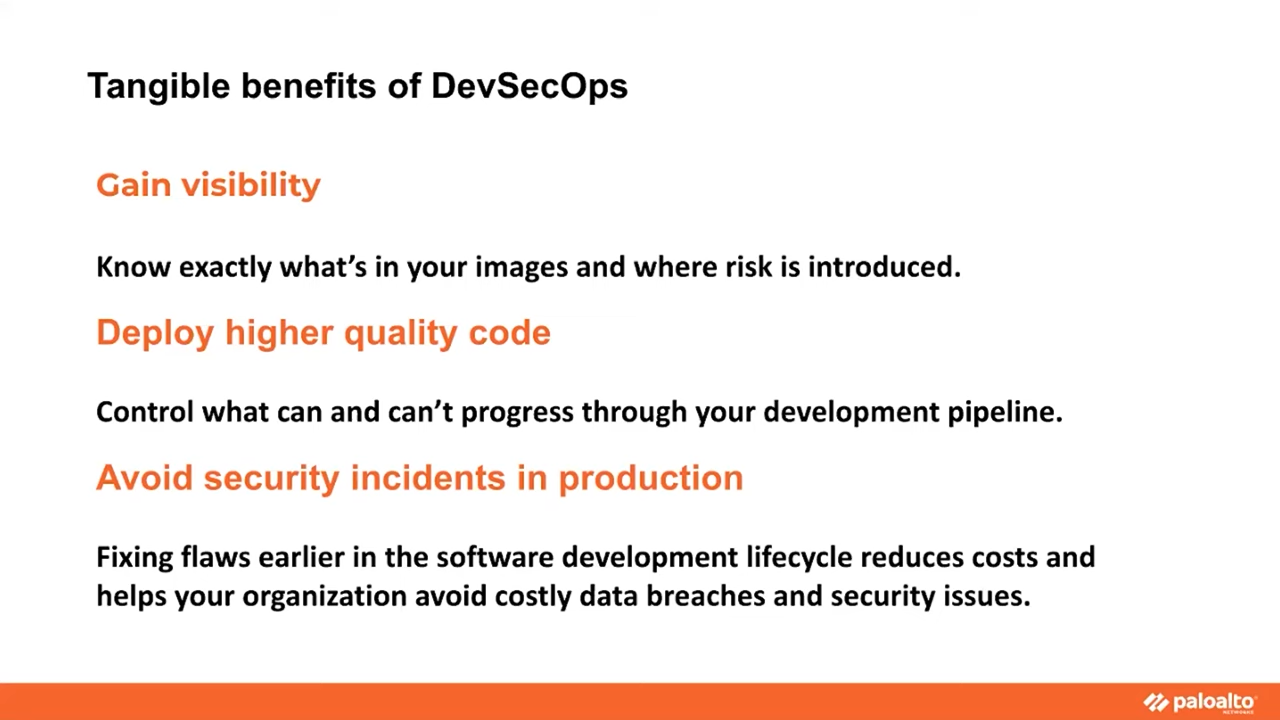 Tangible benefits of DevSecOps
Gain visibility
Know exactly what’s in your images and where risk is introduced.
Deploy higher quality code
Control what can and can’t progress through your development pipeline.
Avoid security incidents in production
Fixing flaws earlier in the software development lifecycle reduces costs and
helps your organization avoid costly data breaches and security issues.
paloalto
NETWORKS